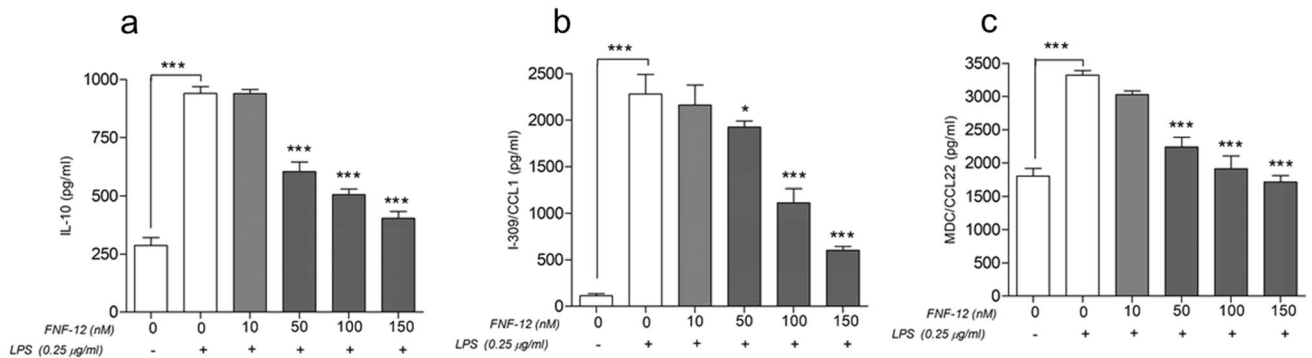 a
***
1000
750
500
250
0
IL-10 (pg/ml)
***
***
***
FNF-12 (nM) 0 0 10 50 100 150
LPS (0.25 µg/ml) - + + + + +
b
***
2500
2000
1500
1000
500
0
I-309/CCL1 (pg/ml)
*
***
***
FNF-12 (nM) 0 0 10 50 100 150
LPS (0.25 µg/ml) - + + + + +
c
***
3500
3000
2500
2000
1500
1000
500
0
MDC/CCL22 (pg/ml)
***
***
***
FNF-12 (nM) 0 0 10 50 100 150
LPS (0.25 µg/ml) - + + + + +